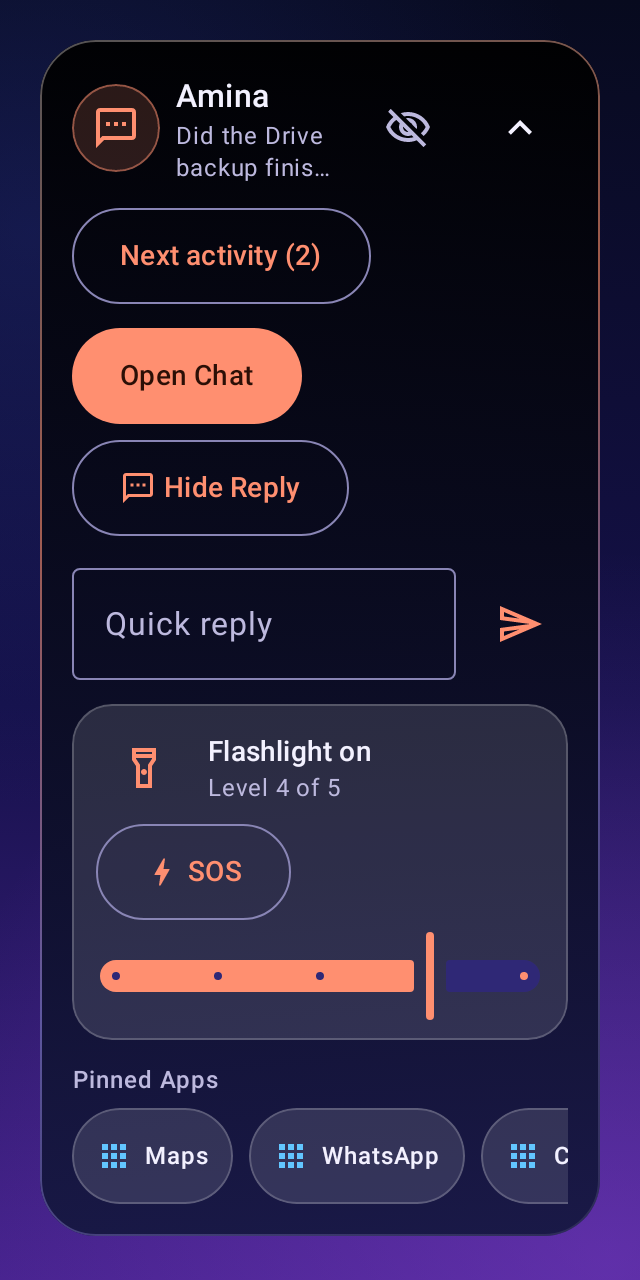 Amina
Did the Drive
backup finis...
Next activity (2)
Open Chat
Hide Reply
Quick reply
Flashlight on
Level 4 of 5
SOS
Pinned Apps
Maps
WhatsApp
C